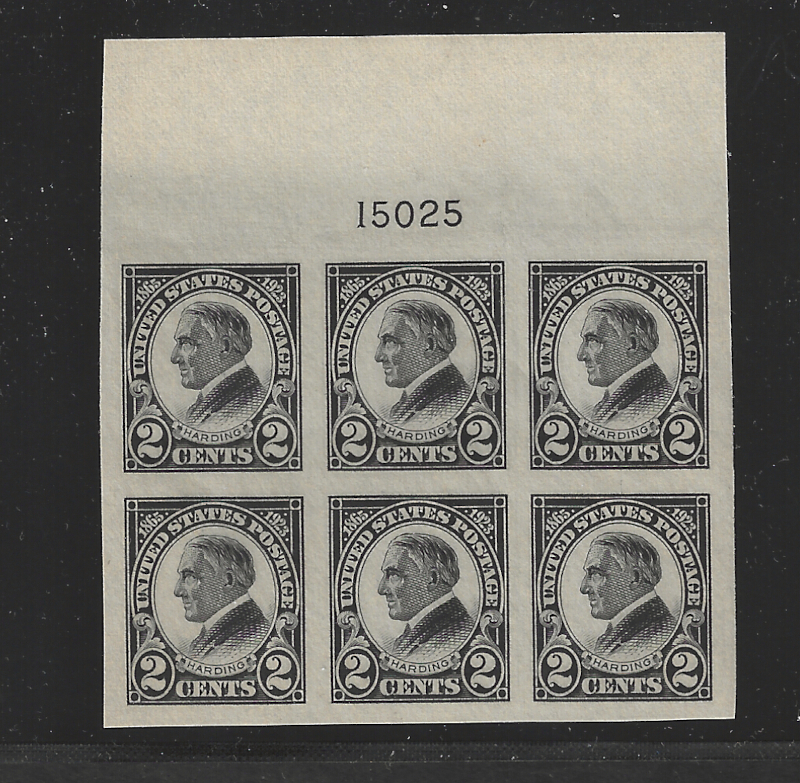 15025
1865 1923 1865 1923 1865 1923
UNITED STATES POSTAGE UNITED STATES POSTAGE UNITED STATES POSTAGE
HARDING HARDING HARDING
2 CENTS 2 2 CENTS 2 2 CENTS 2
1865 1923 1865 1923 1865 1923
UNITED STATES POSTAGE UNITED STATES POSTAGE UNITED STATES POSTAGE
HARDING HARDING HARDING
2 CENTS 2 2 CENTS 2 2 CENTS 2